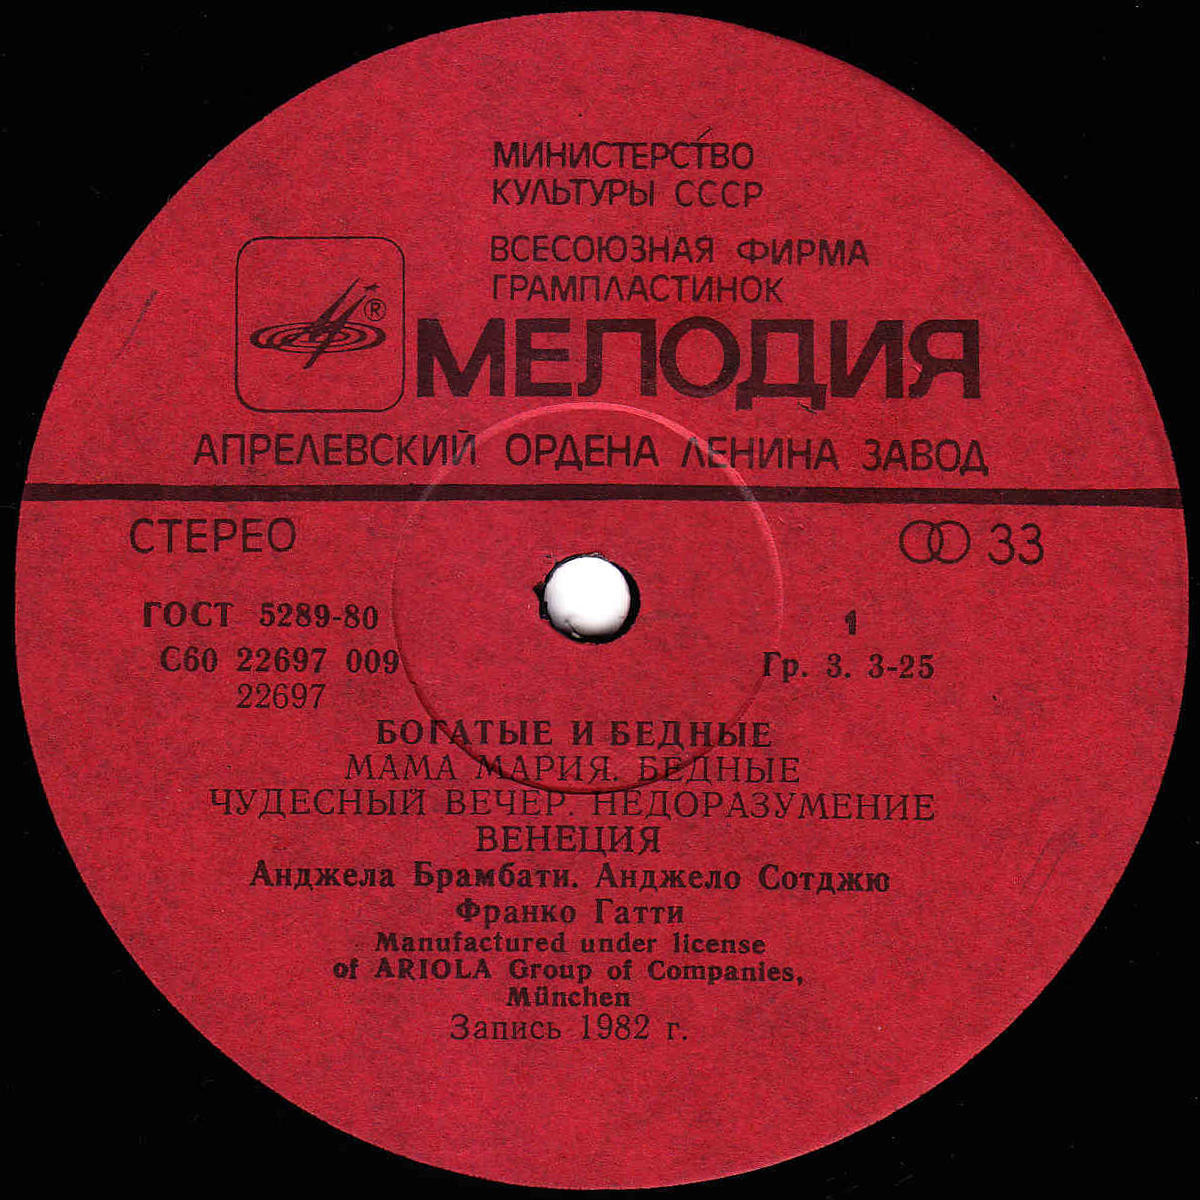 МИНИСТЕРСТВО
КУЛЬТУРЫ СССР
ВСЕСОЮЗНАЯ ФИРМА
ГРАМПЛАСТИНОК
®
МЕЛОДИЯ
АПРЕЛЕВСКИЙ ОРДЕНА ЛЕНИНА ЗАВОД
СТЕРЕО 33
ГОСТ 5289-80 1
С60 22697 009 Гр. 3. 3-25
22697
БОГАТЫЕ И БЕДНЫЕ
МАМА МАРИЯ. БЕДНЫЕ
ЧУДЕСНЫЙ ВЕЧЕР. НЕДОРАЗУМЕНИЕ
ВЕНЕЦИЯ
Анджела Брамбати. Анджело Сотджю
Франко Гатти
Manufactured under license
of ARIOLA Group of Companies,
München
Запись 1982 г.